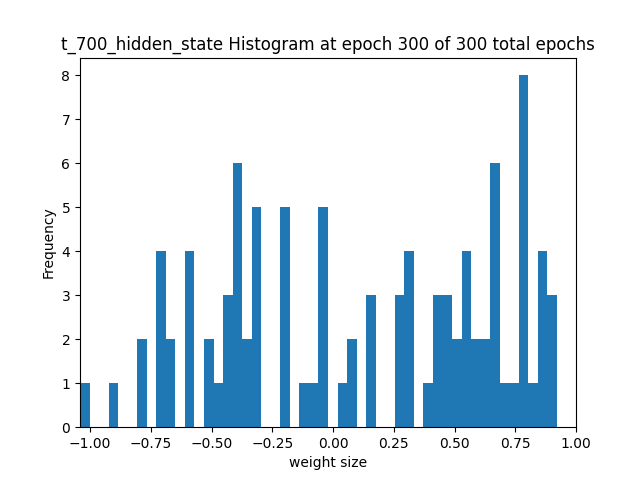 t_700_hidden_state Histogram at epoch 300 of 300 total epochs
8
7
6
5
4
3
2
1
0
Frequency
−1.00 −0.75 −0.50 −0.25 0.00 0.25 0.50 0.75 1.00
weight size